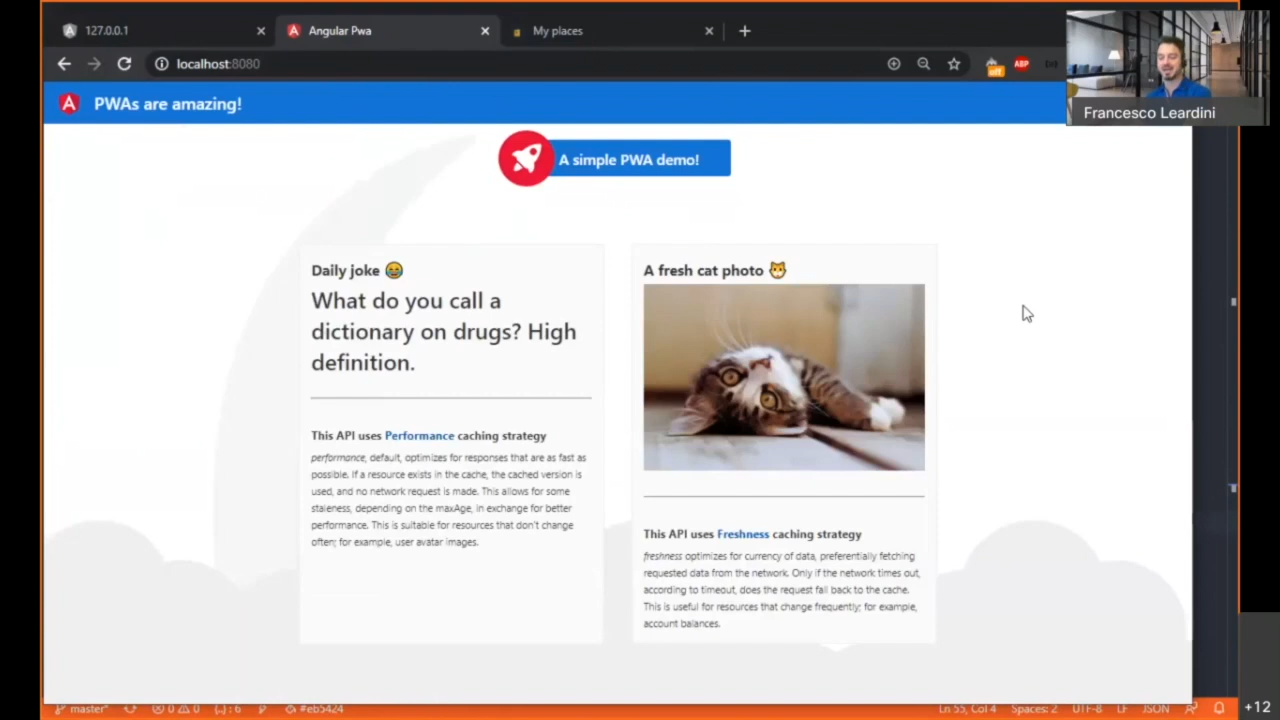 127.0.0.1
Angular Pwa
My places
localhost:8080
off
ABP
PWAs are amazing!
Francesco Leardini
A simple PWA demo!
Daily joke
What do you call a
dictionary on drugs? High
definition.
This API uses Performance caching strategy
performance, default, optimizes for responses that are as fast as
possible. If a resource exists in the cache, the cached version is
used, and no network request is made. This allows for some
staleness, depending on the maxAge, in exchange for better
performance. This is suitable for resources that don't change
often; for example, user avatar images.
A fresh cat photo
This API uses Freshness caching strategy
freshness optimizes for currency of data, preferentially fetching
requested data from the network. Only if the network times out,
according to timeout, does the request fall back to the cache.
This is useful for resources that change frequently; for example,
account balances.
master*
0 0
: 6
#eb5424
Ln 55, Col 4
Spaces: 2
UTF-8
LF
JSON
+12